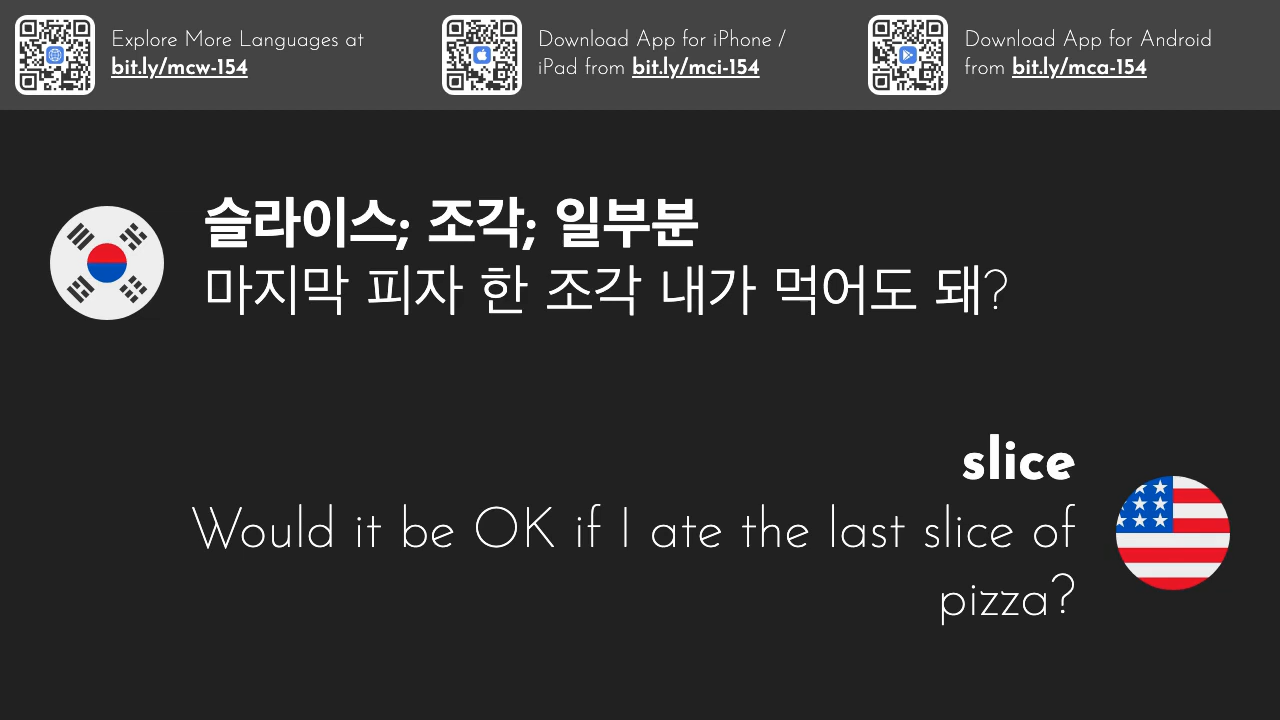 Explore More Languages at
bit.ly/mcw-154
Download App for iPhone /
iPad from bit.ly/mci-154
Download App for Android
from bit.ly/mca-154
슬라이스; 조각; 일부분
마지막 피자 한 조각 내가 먹어도 돼?
slice
Would it be OK if I ate the last slice of
pizza?